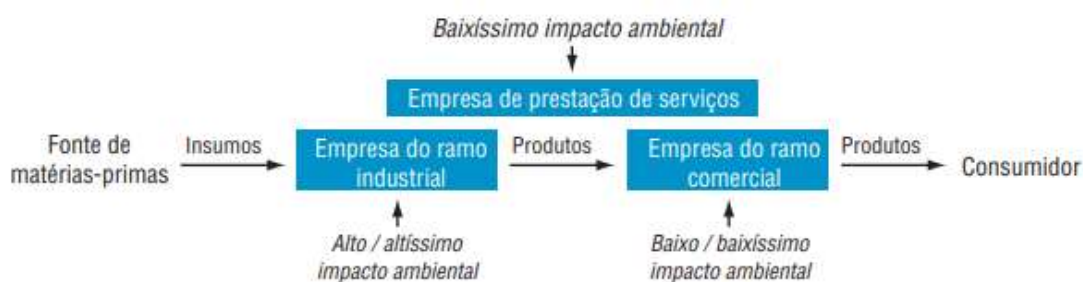 Baixíssimo impacto ambiental
Empresa de prestação de serviços
Fonte de
matérias-primas
Insumos
Empresa do ramo
industrial
Produtos
Empresa do ramo
comercial
Produtos
Consumidor
Alto / altíssimo
impacto ambiental
Baixo / baixíssimo
impacto ambiental